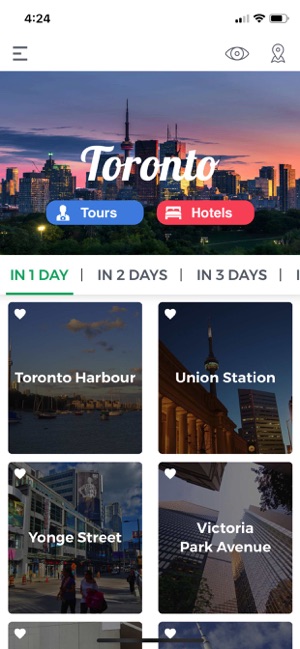 4:24
Toronto
Tours
Hotels
IN 1 DAY | IN 2 DAYS | IN 3 DAYS | I
Toronto Harbour
Union Station
Yonge Street
Victoria
Park Avenue